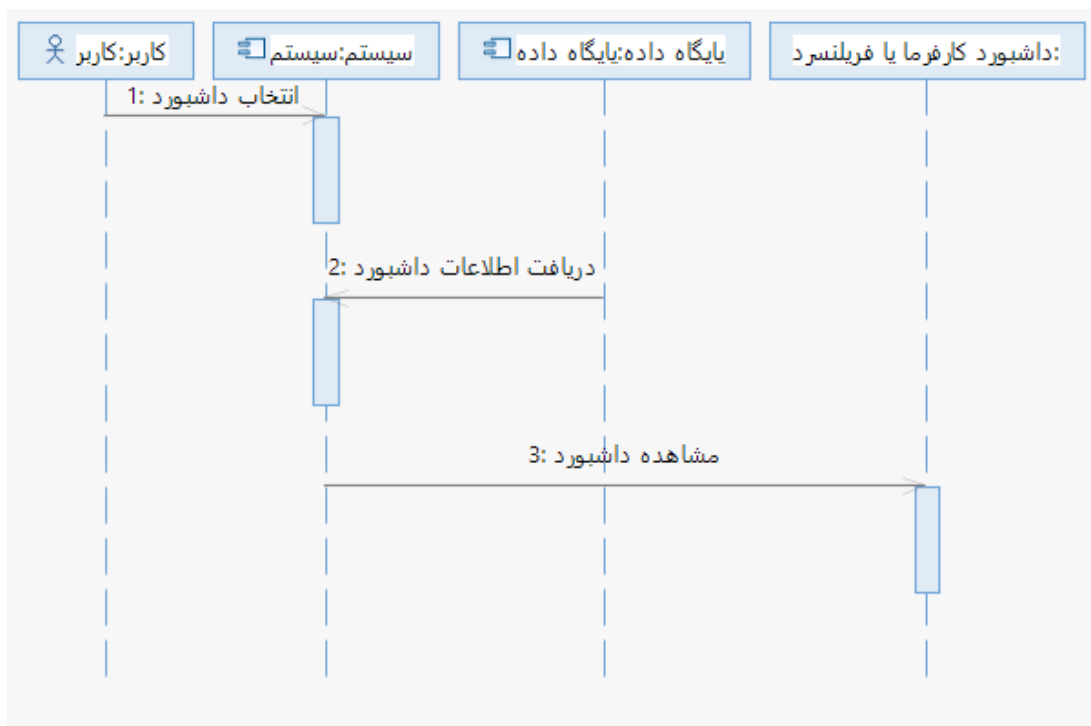 کاربر:کاربر
سیستم:سیستم
پایگاه داده:پایگاه داده
:داشبورد کارفرما یا فریلنسرد
1: انتخاب داشبورد
2: دریافت اطلاعات داشبورد
3: مشاهده داشبورد